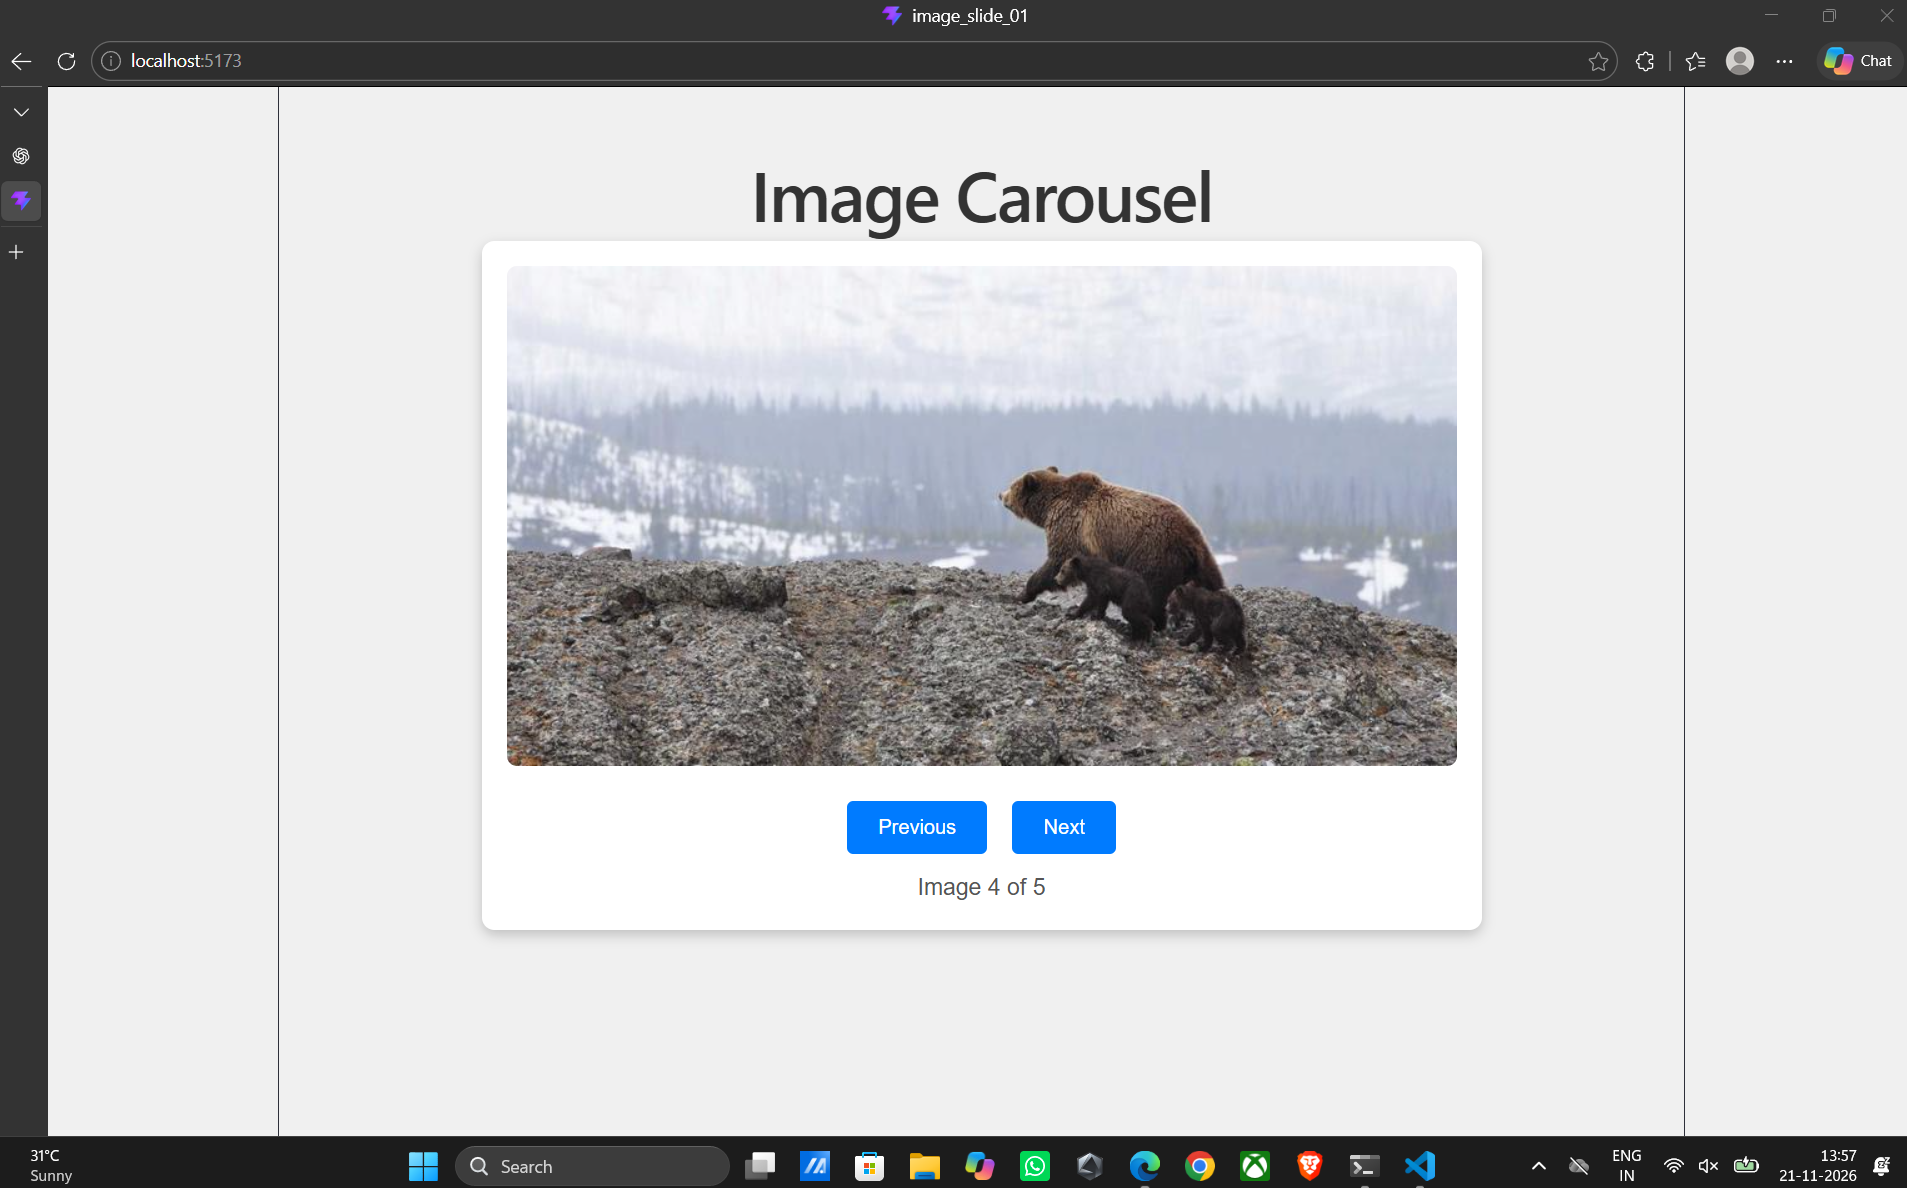 image_slide_01
localhost:5173
Chat
Image Carousel
Previous
Next
Image 4 of 5
31°C
Sunny
Search
ENG
IN
13:57
21-11-2026